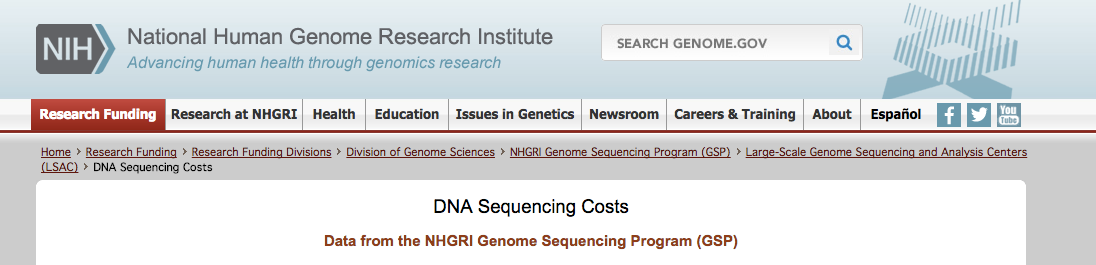 NIH
National Human Genome Research Institute
Advancing human health through genomics research
SEARCH GENOME.GOV
Research Funding Research at NHGRI Health Education Issues in Genetics Newsroom Careers & Training About Español You Tube
Home > Research Funding > Research Funding Divisions > Division of Genome Sciences > NHGRI Genome Sequencing Program (GSP) > Large-Scale Genome Sequencing and Analysis Centers
(LSAC) > DNA Sequencing Costs
DNA Sequencing Costs
Data from the NHGRI Genome Sequencing Program (GSP)